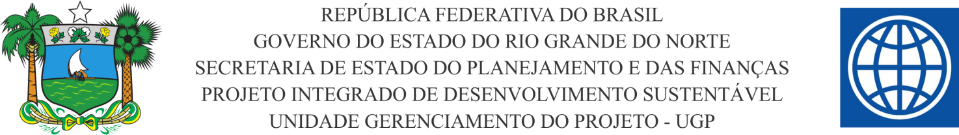 REPÚBLICA FEDERATIVA DO BRASIL
GOVERNO DO ESTADO DO RIO GRANDE DO NORTE
SECRETARIA DE ESTADO DO PLANEJAMENTO E DAS FINANÇAS
PROJETO INTEGRADO DE DESENVOLVIMENTO SUSTENTÁVEL
UNIDADE GERENCIAMENTO DO PROJETO - UGP